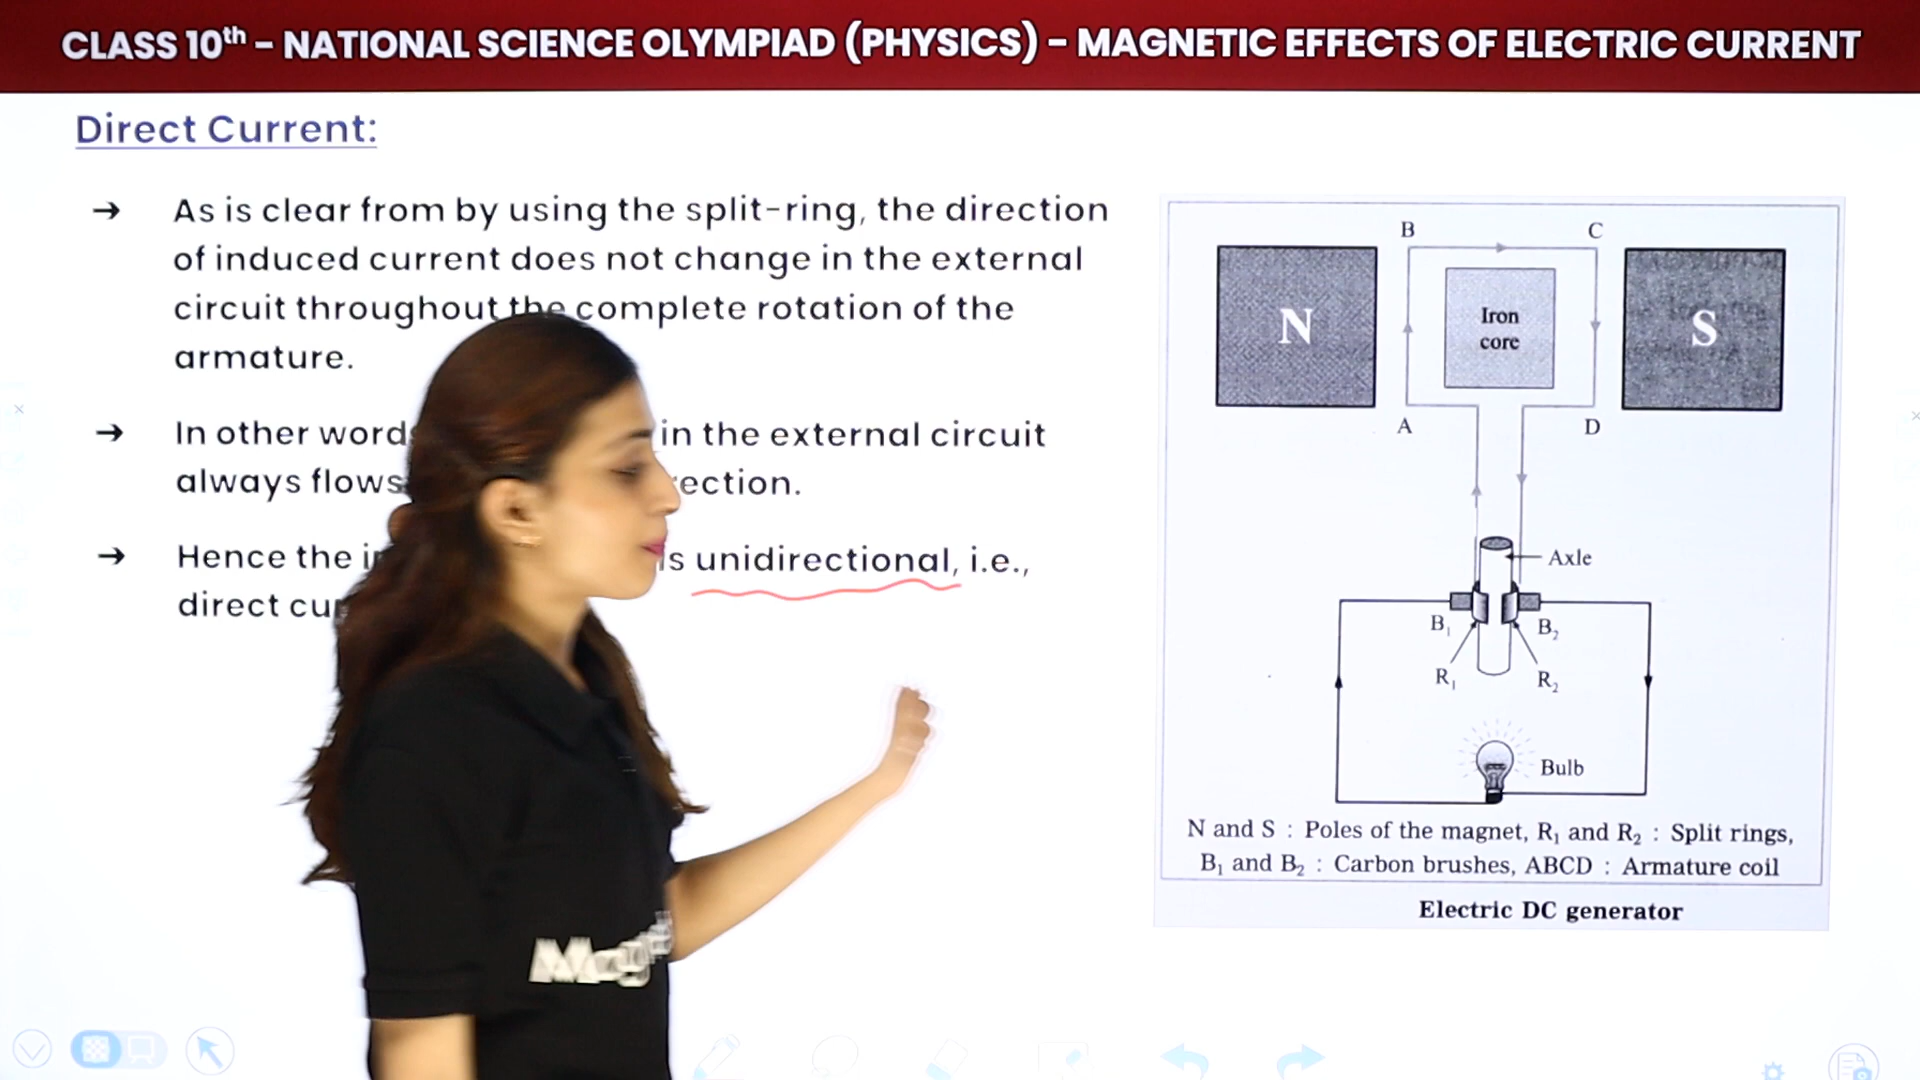 CLASS 10th – NATIONAL SCIENCE OLYMPIAD (PHYSICS) – MAGNETIC EFFECTS OF ELECTRIC CURRENT
Direct Current:
→ As is clear from by using the split-ring, the direction
of induced current does not change in the external
circuit throughout the complete rotation of the
armature.
→ In other word in the external circuit
always flows ection.
→ Hence the is unidirectional, i.e.,
direct cur
B C
N
Iron
core
S
A D
Axle
B₁ B₂
R₁ R₂
Bulb
N and S : Poles of the magnet, R₁ and R₂ : Split rings,
B₁ and B₂ : Carbon brushes, ABCD : Armature coil
Electric DC generator